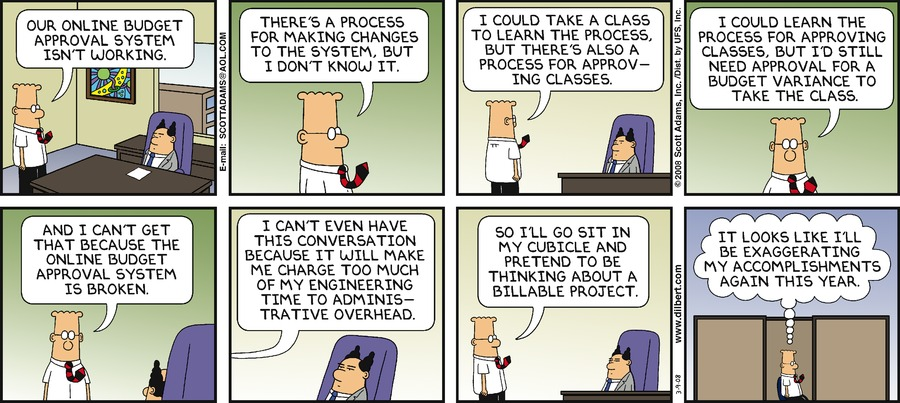 OUR ONLINE BUDGET
APPROVAL SYSTEM
ISN'T WORKING.
E-mail: SCOTTADAMS@AOL.COM
THERE'S A PROCESS
FOR MAKING CHANGES
TO THE SYSTEM, BUT
I DON'T KNOW IT.
I COULD TAKE A CLASS
TO LEARN THE PROCESS,
BUT THERE'S ALSO A
PROCESS FOR APPROV-
ING CLASSES.
© 2008 Scott Adams, Inc. /Dist. by UFS, Inc.
I COULD LEARN THE
PROCESS FOR APPROVING
CLASSES, BUT I'D STILL
NEED APPROVAL FOR A
BUDGET VARIANCE TO
TAKE THE CLASS.
AND I CAN'T GET
THAT BECAUSE THE
ONLINE BUDGET
APPROVAL SYSTEM
IS BROKEN.
I CAN'T EVEN HAVE
THIS CONVERSATION
BECAUSE IT WILL MAKE
ME CHARGE TOO MUCH
OF MY ENGINEERING
TIME TO ADMINIS-
TRATIVE OVERHEAD.
SO I'LL GO SIT IN
MY CUBICLE AND
PRETEND TO BE
THINKING ABOUT A
BILLABLE PROJECT.
www.dilbert.com
3-9-08
IT LOOKS LIKE I'LL
BE EXAGGERATING
MY ACCOMPLISHMENTS
AGAIN THIS YEAR.